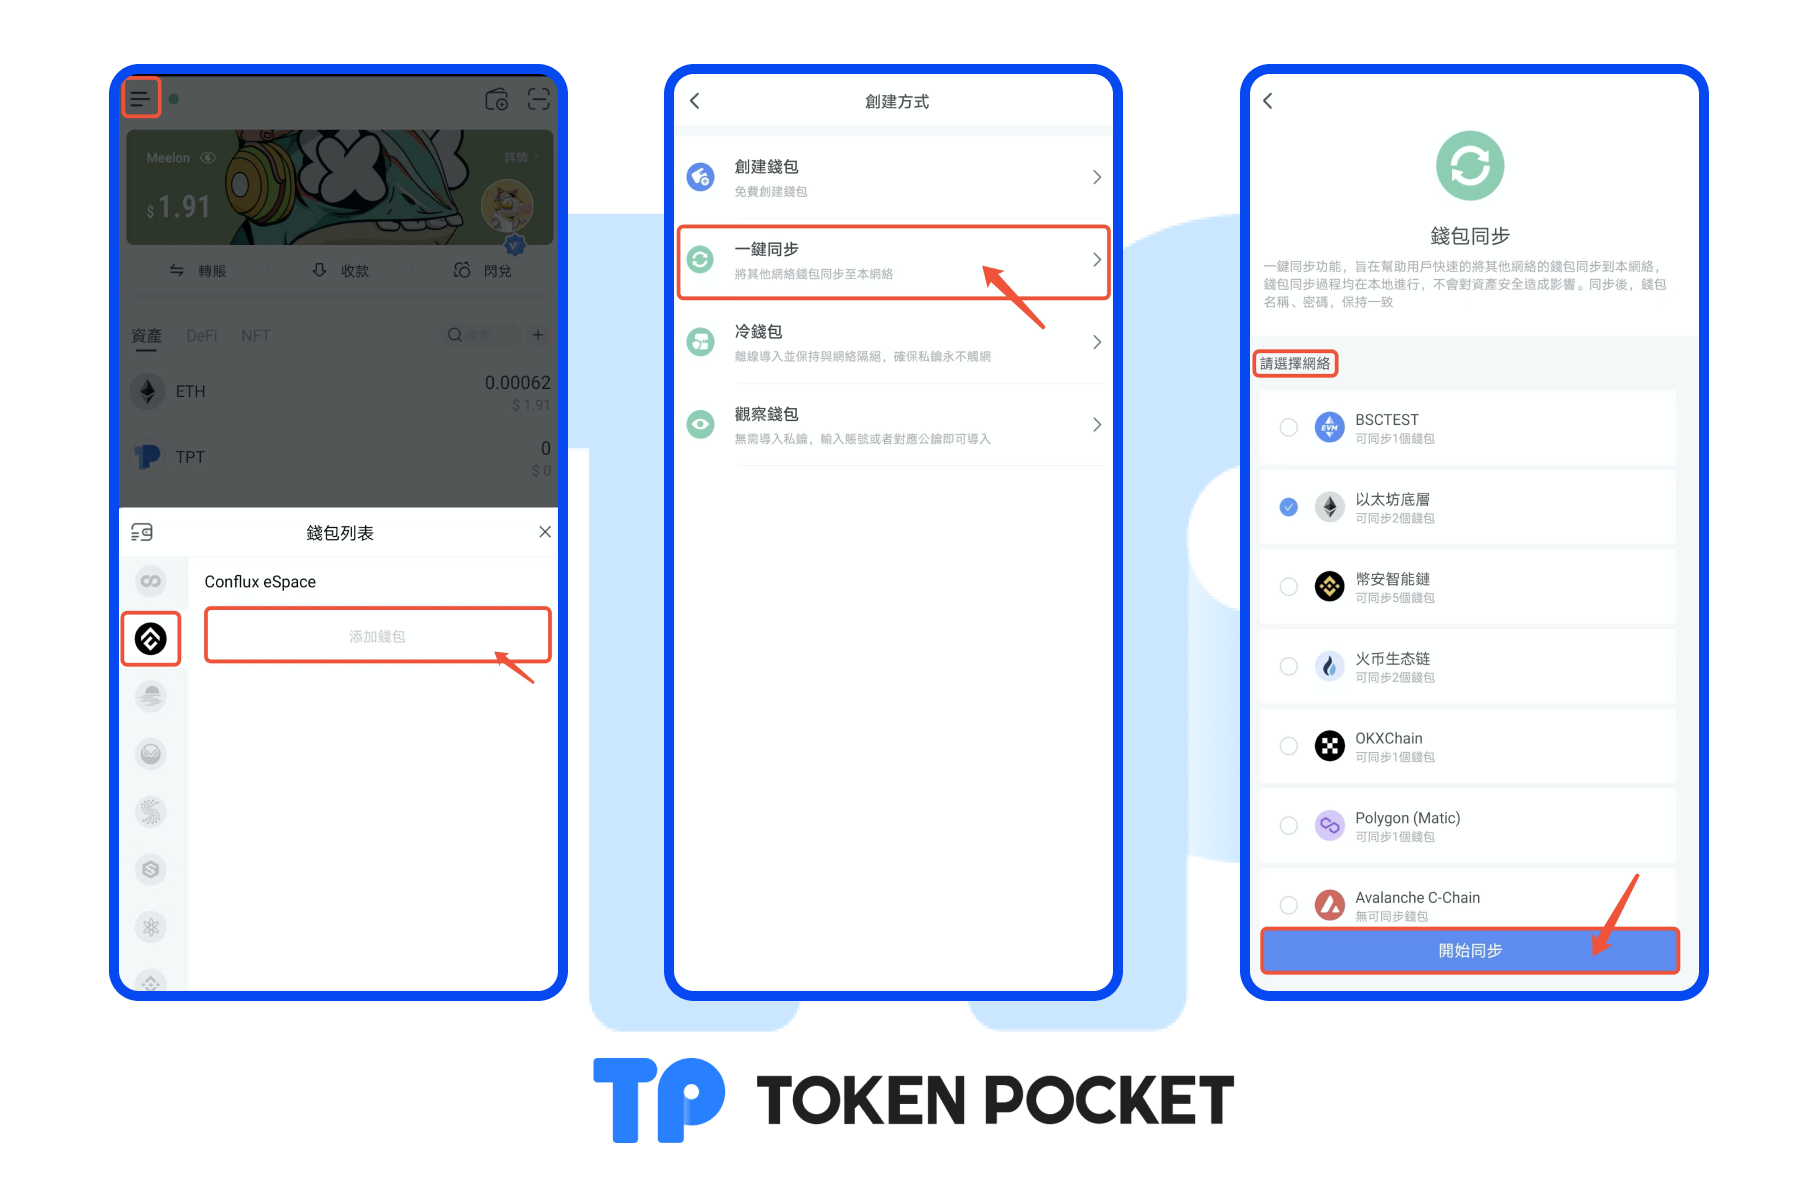 Meelon
詳情
$1.91
轉賬
收款
閃兌
資產
DeFi
NFT
ETH
0.00062
$ 1.91
TPT
0
$ 0
錢包列表
Conflux eSpace
添加錢包
創建方式
創建錢包
免費創建錢包
一鍵同步
將其他網絡錢包同步至本網絡
冷錢包
離線導入並保持與網絡隔絕，確保私鑰永不觸網
觀察錢包
無需導入私鑰，輸入賬號或者對應公鑰即可導入
錢包同步
一鍵同步功能，旨在幫助用戶快速的將其他網絡的錢包同步到本網絡，
錢包同步過程均在本地進行，不會對資產安全造成影響。同步後，錢包
名稱、密碼，保持一致
請選擇網絡
EVM
BSCTEST
可同步1個錢包
以太坊底層
可同步2個錢包
幣安智能鏈
可同步5個錢包
火币生态链
可同步2個錢包
OKXChain
可同步1個錢包
Polygon (Matic)
可同步1個錢包
Avalanche C-Chain
無可同步錢包
開始同步
TP TOKEN POCKET